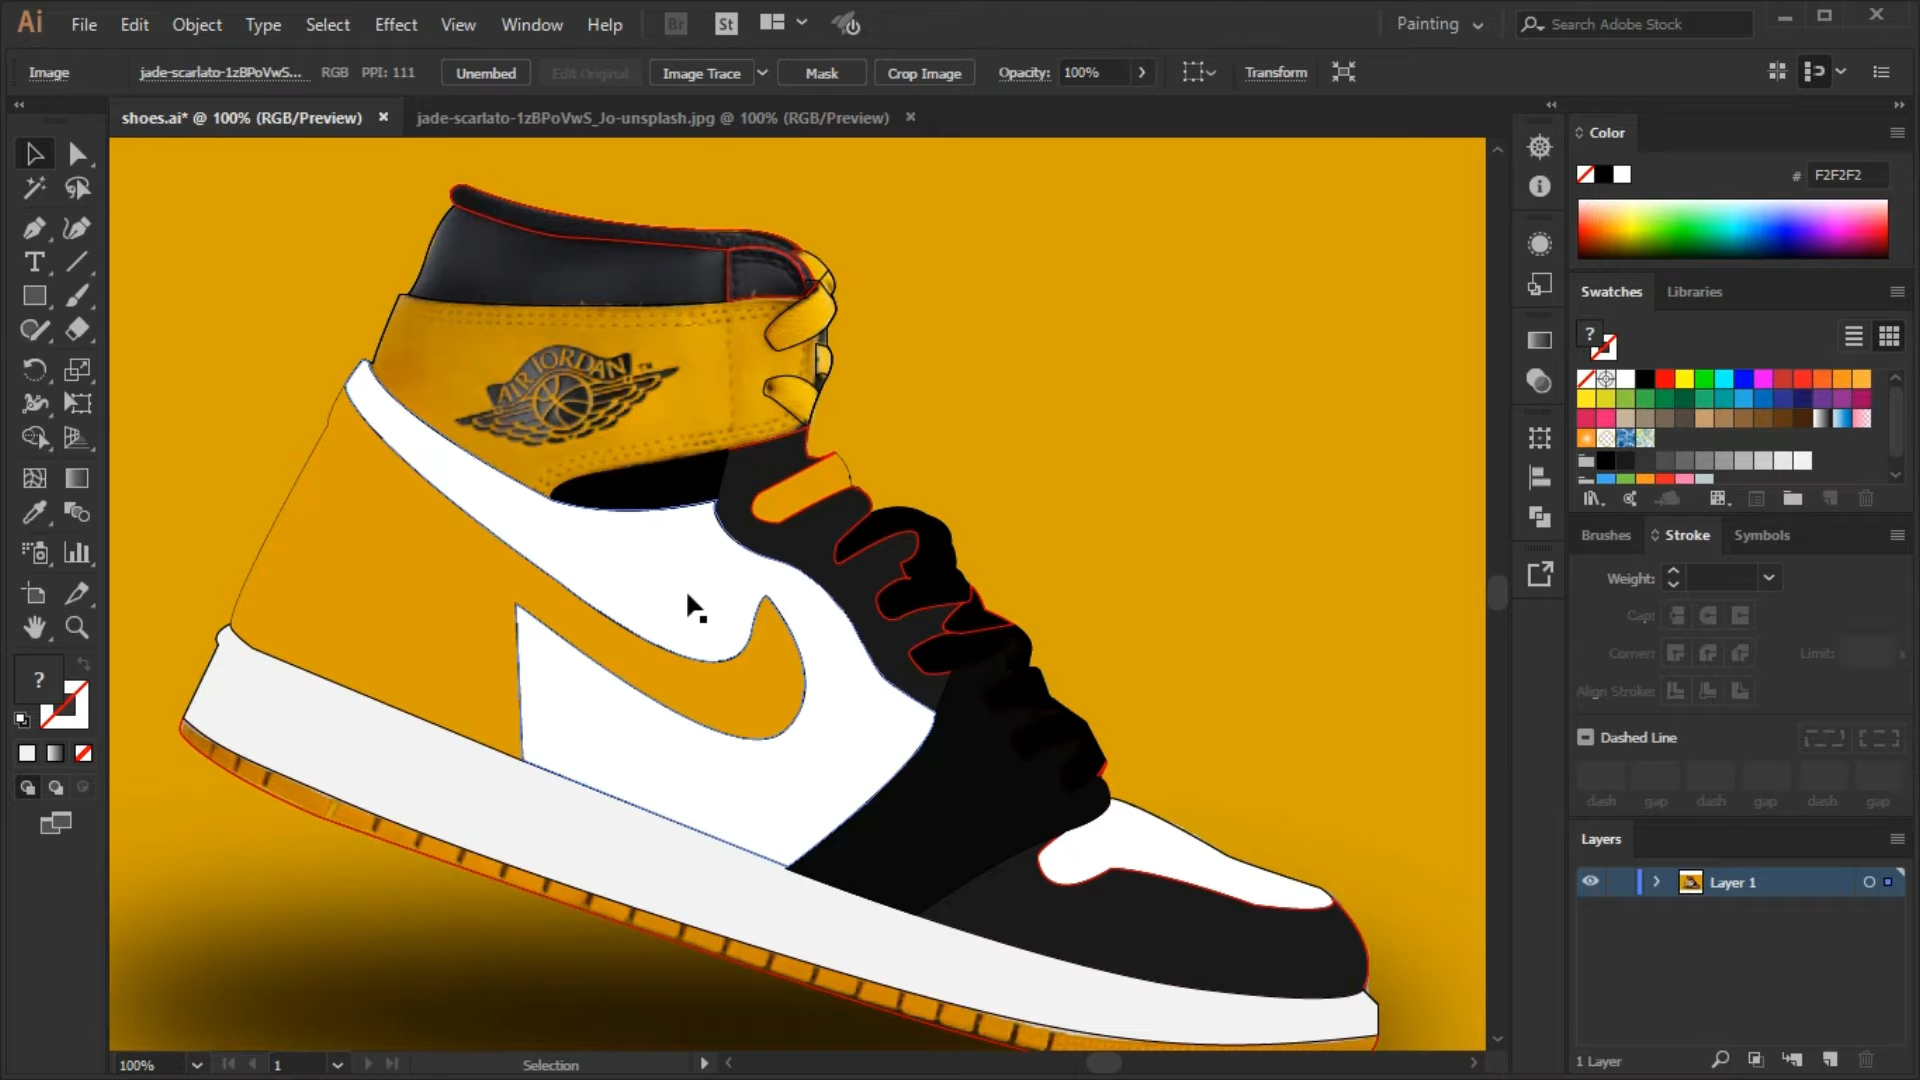 Ai File Edit Object Type Select Effect View Window Help Br St Painting Search Adobe Stock
Image jade-scarlato-1zBPoVwS... RGB PPI: 111 Unembed Edit Original Image Trace Mask Crop Image Opacity: 100% Transform
shoes.ai* @ 100% (RGB/Preview) jade-scarlato-1zBPoVwS_Jo-unsplash.jpg @ 100% (RGB/Preview)
Color
# F2F2F2
Swatches Libraries
?
AIR JORDAN
TM
Brushes Stroke Symbols
Weight:
Cap:
Corner: Limit: x
Align Stroke:
?
Dashed Line
dash gap dash gap dash gap
Layers
Layer 1
100% 1 Selection
1 Layer